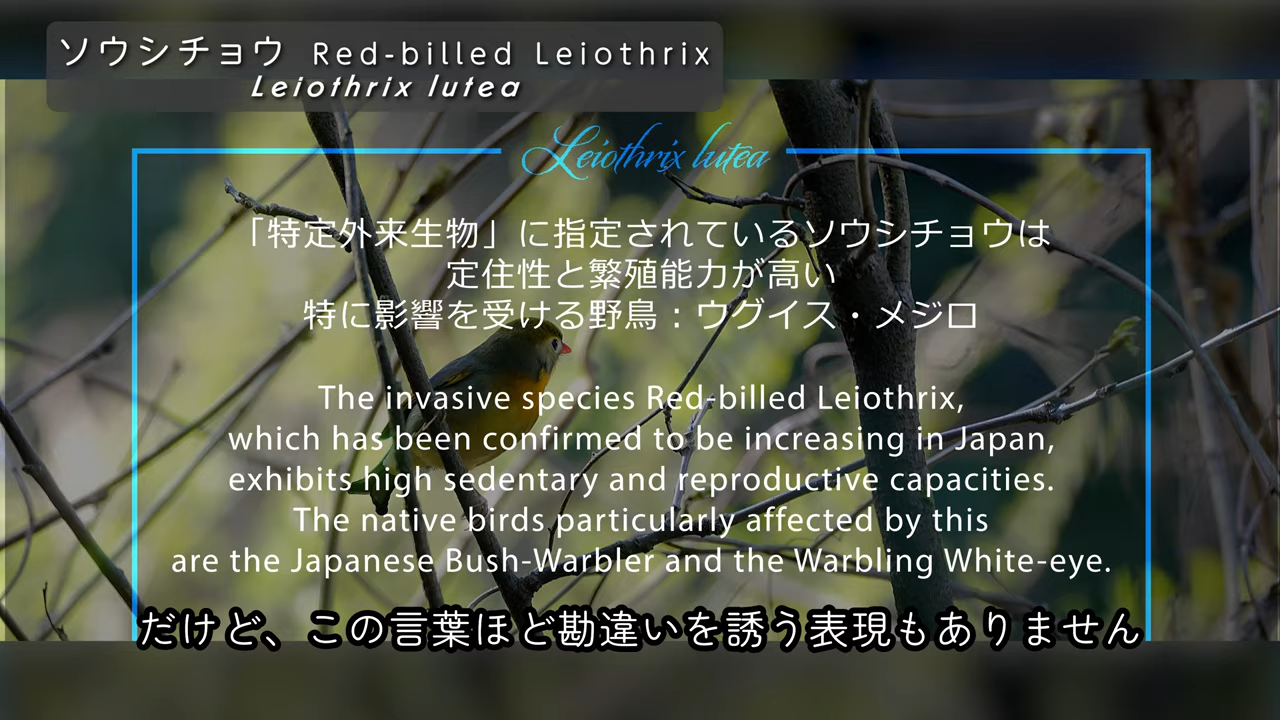 ソウシチョウ Red-billed Leiothrix
Leiothrix lutea
Leiothrix lutea
「特定外来生物」に指定されているソウシチョウは
定住性と繁殖能力が高い
特に影響を受ける野鳥：ウグイス・メジロ
The invasive species Red-billed Leiothrix,
which has been confirmed to be increasing in Japan,
exhibits high sedentary and reproductive capacities.
The native birds particularly affected by this
are the Japanese Bush-Warbler and the Warbling White-eye.
だけど、この言葉ほど勘違いを誘う表現もありません